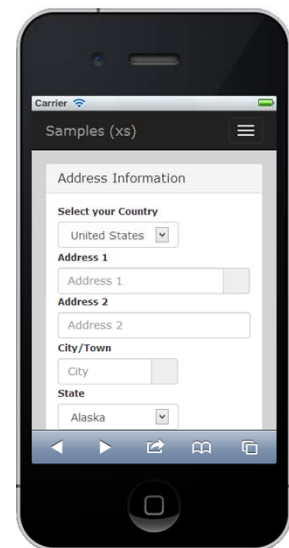 Carrier
Samples (xs)
Address Information
Select your Country
United States
Address 1
Address 1
Address 2
Address 2
City/Town
City
State
Alaska